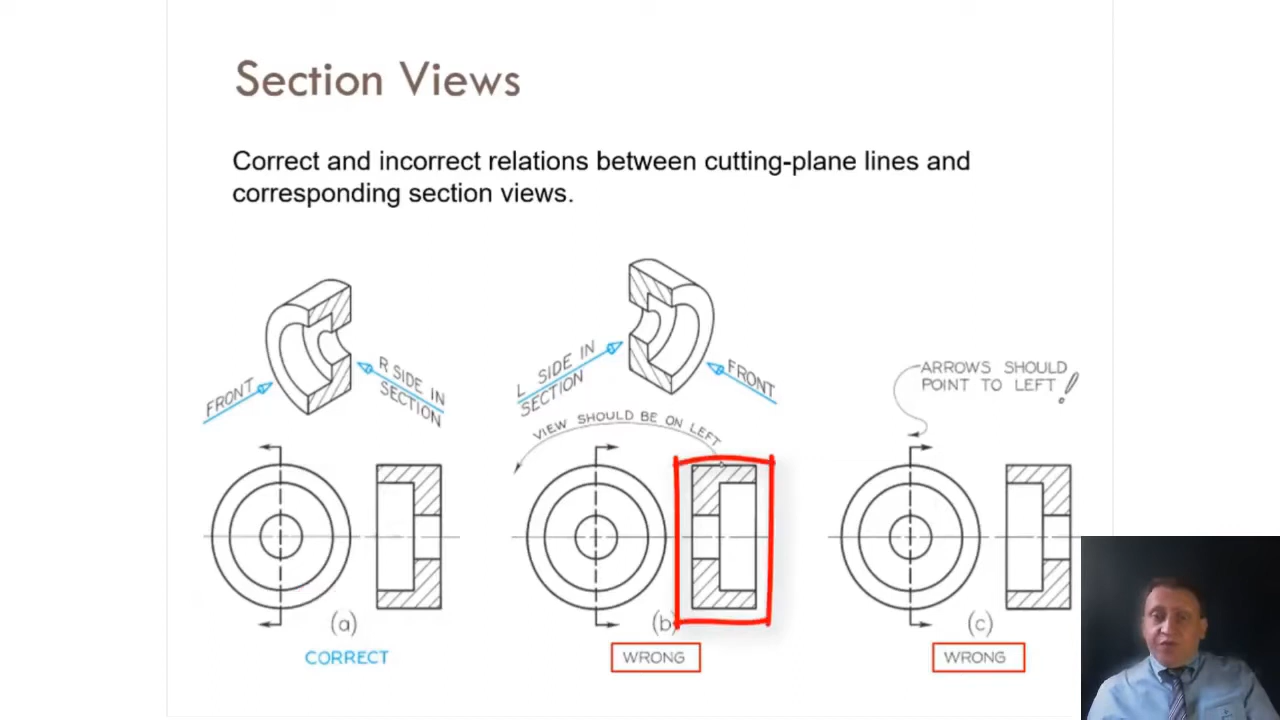 Section Views
Correct and incorrect relations between cutting-plane lines and
corresponding section views.
FRONT
R SIDE IN
SECTION
L SIDE IN
SECTION
FRONT
VIEW SHOULD BE ON LEFT
ARROWS SHOULD
POINT TO LEFT!
(a)
(b)
(c)
CORRECT
WRONG
WRONG